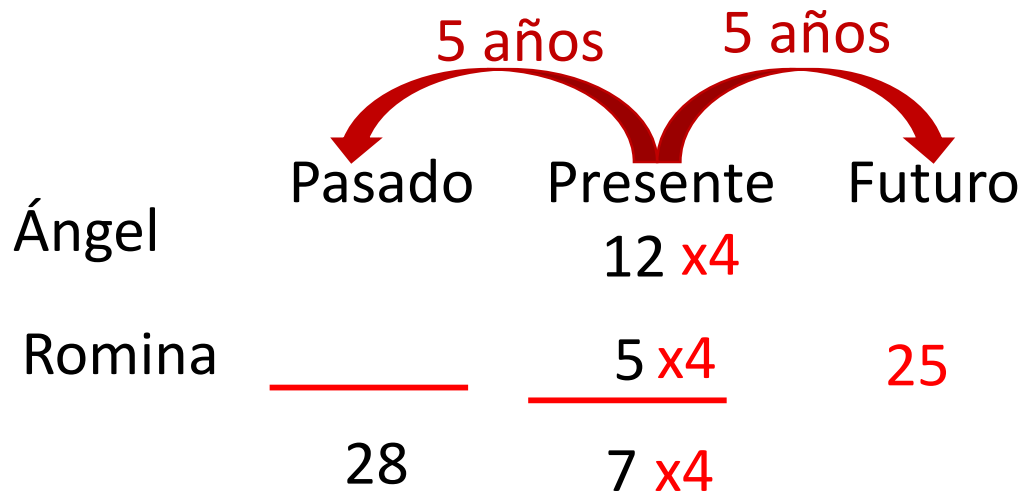 5 años 5 años
Pasado Presente Futuro
Ángel
12 x4
Romina 5 x4 25
28 7 x4